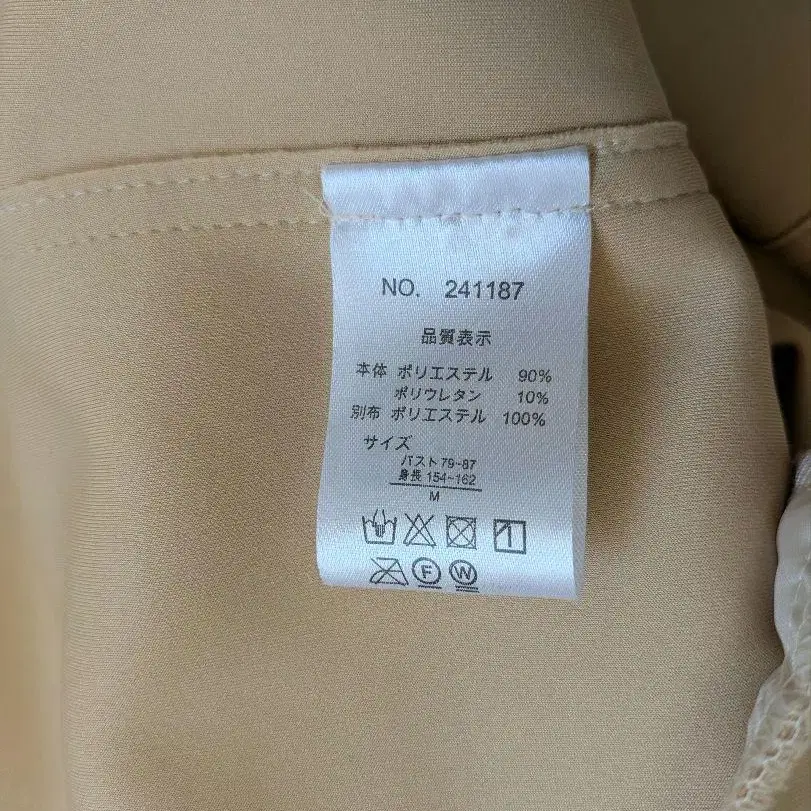 NO. 241187
品質表示
本体 ポリエステル 90%
ポリウレタン 10%
別布 ポリエステル 100%
サイズ
バスト 79~87
身長 154~162
M
F W